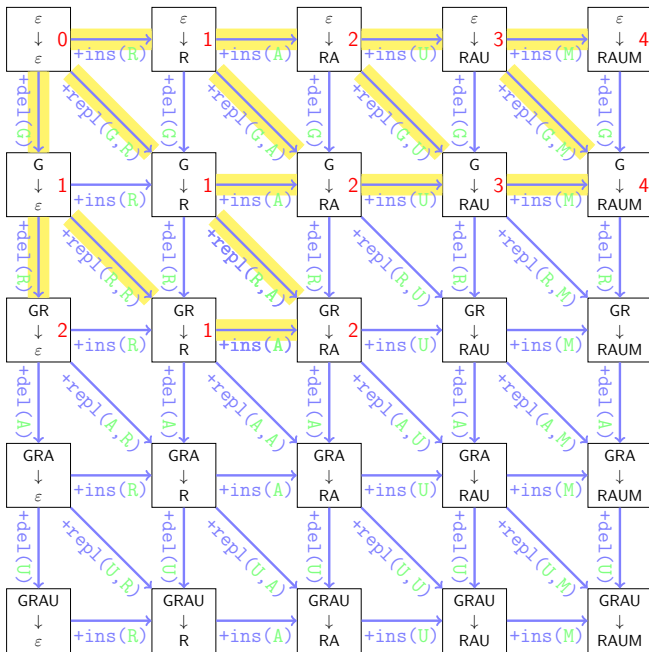 ε ε ε ε ε
↓ 0 ↓ 1 ↓ 2 ↓ 3 ↓ 4
ε +ins(R) R +ins(A) RA +ins(U) RAU +ins(M) RAUM
+del(G) +repl(G,R) +del(G) +repl(G,A) +del(G) +repl(G,U) +del(G) +repl(G,M) +del(G)
G G G G G
↓ 1 ↓ 1 ↓ 2 ↓ 3 ↓ 4
ε +ins(R) R +ins(A) RA +ins(U) RAU +ins(M) RAUM
+del(R) +repl(R,R) +del(R) +repl(R,A) +del(R) +repl(R,U) +del(R) +repl(R,M) +del(R)
GR GR GR GR GR
↓ 2 ↓ 1 ↓ 2 ↓ ↓
ε +ins(R) R +ins(A) RA +ins(U) RAU +ins(M) RAUM
+del(A) +repl(A,R) +del(A) +repl(A,A) +del(A) +repl(A,U) +del(A) +repl(A,M) +del(A)
GRA GRA GRA GRA GRA
↓ ↓ ↓ ↓ ↓
ε +ins(R) R +ins(A) RA +ins(U) RAU +ins(M) RAUM
+del(U) +repl(U,R) +del(U) +repl(U,A) +del(U) +repl(U,U) +del(U) +repl(U,M) +del(U)
GRAU GRAU GRAU GRAU GRAU
↓ ↓ ↓ ↓ ↓
ε +ins(R) R +ins(A) RA +ins(U) RAU +ins(M) RAUM